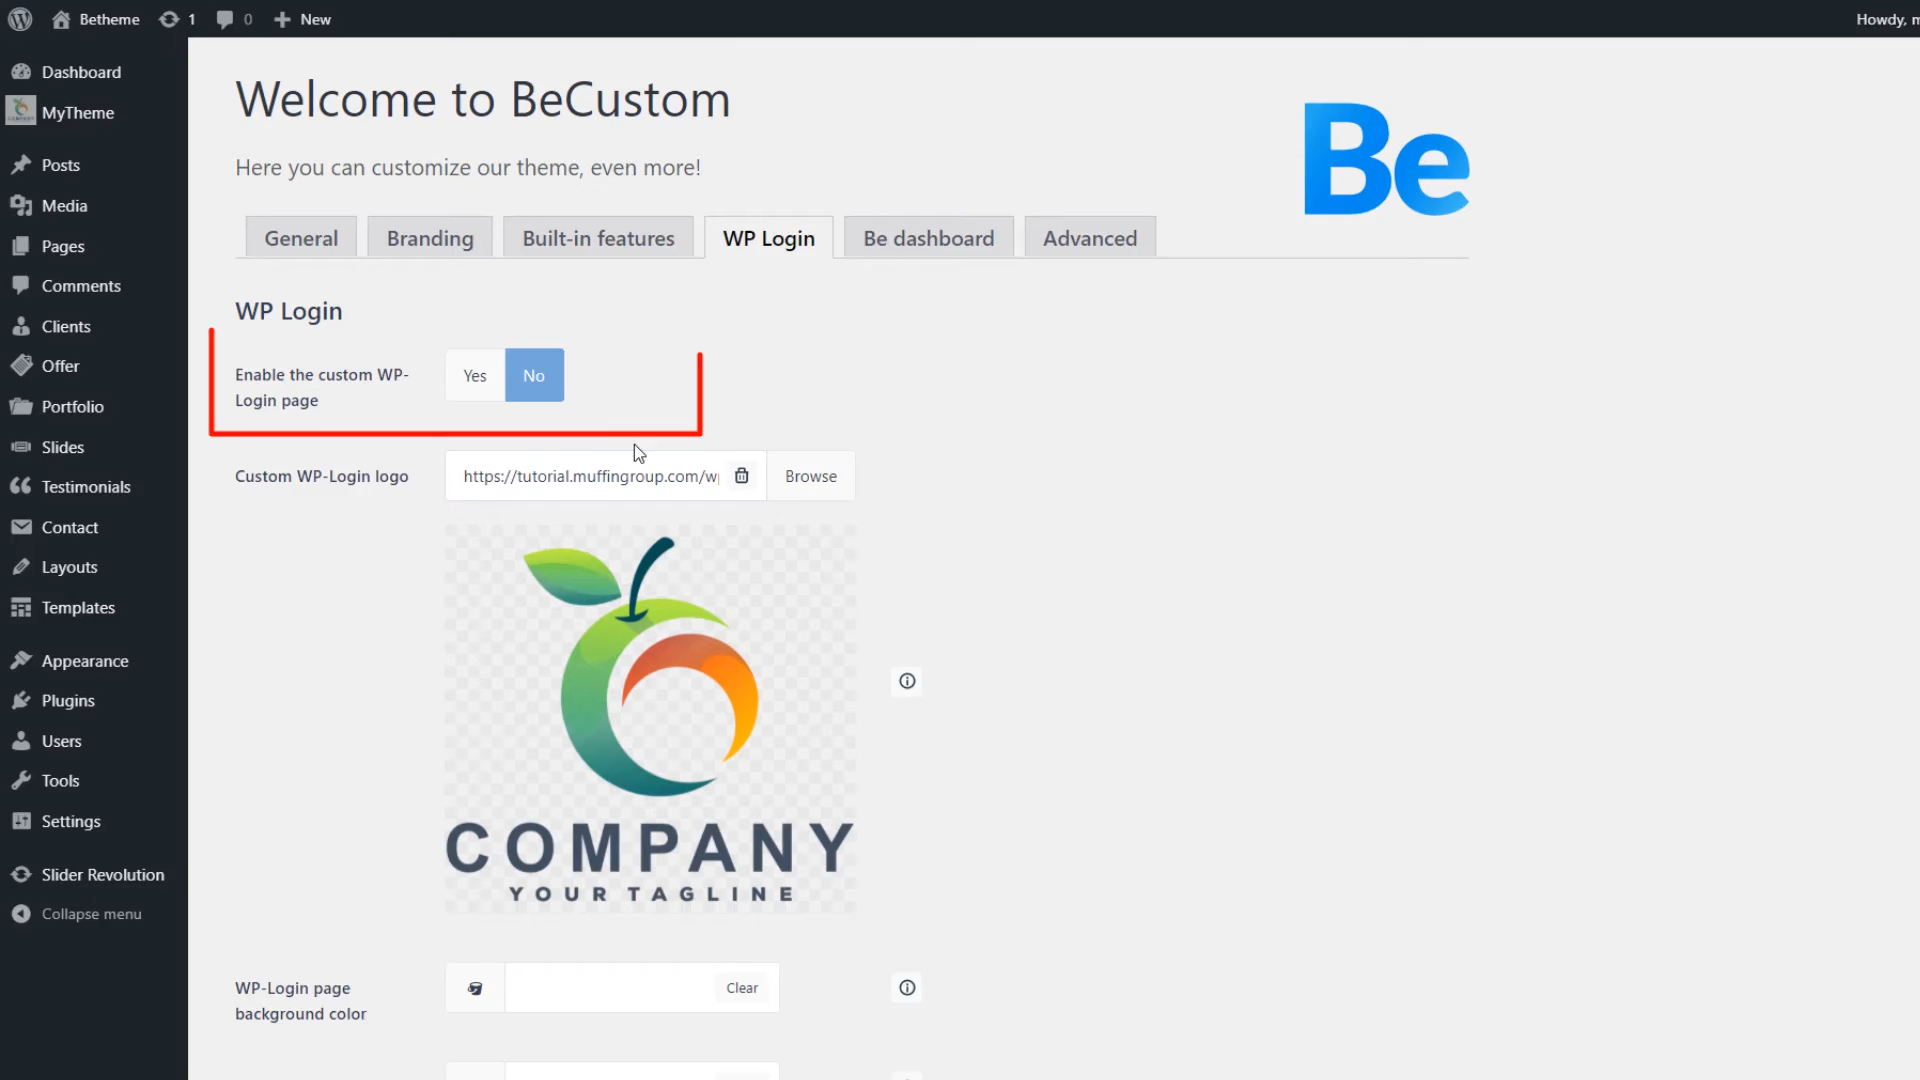 Betheme
1
0
New
Howdy, m
Dashboard
MyTheme
Posts
Media
Pages
Comments
Clients
Offer
Portfolio
Slides
Testimonials
Contact
Layouts
Templates
Appearance
Plugins
Users
Tools
Settings
Slider Revolution
Collapse menu
Welcome to BeCustom
Here you can customize our theme, even more!
Be
General
Branding
Built-in features
WP Login
Be dashboard
Advanced
WP Login
Enable the custom WP-
Login page
Yes
No
Custom WP-Login logo
https://tutorial.muffingroup.com/wp
Browse
COMPANY
YOUR TAGLINE
WP-Login page
background color
Clear